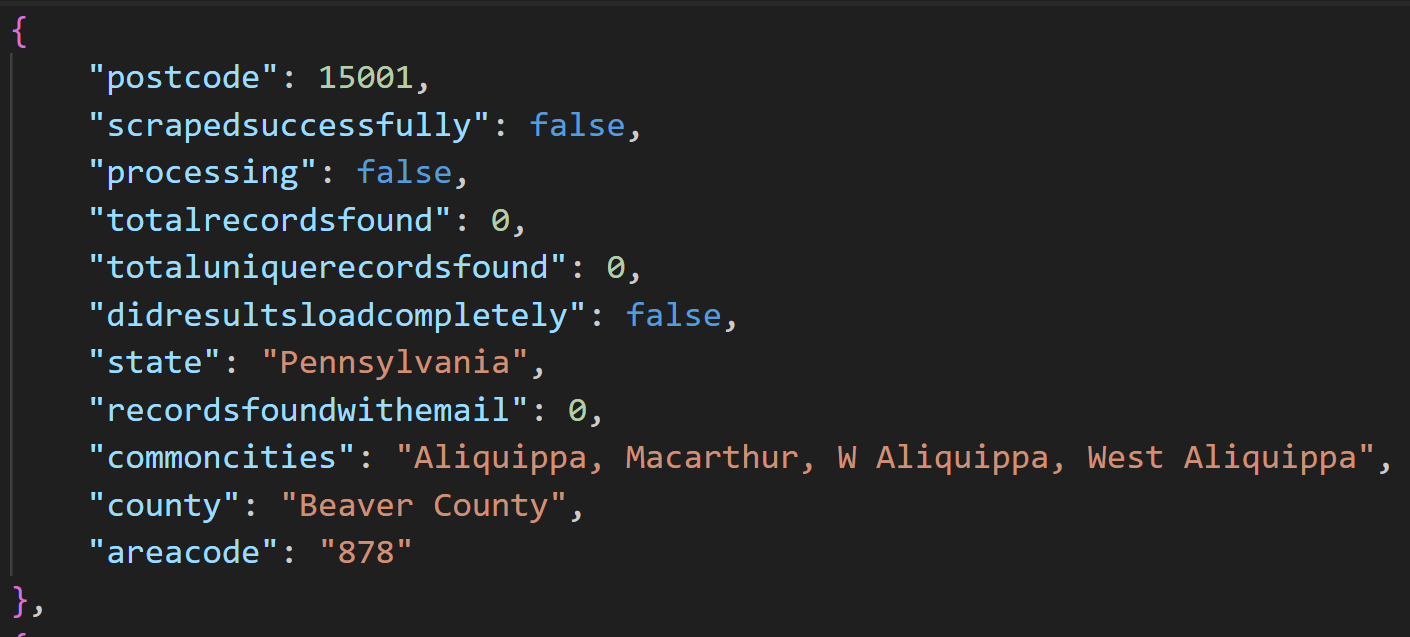 {
"postcode": 15001,
"scrapedsuccessfully": false,
"processing": false,
"totalrecordsfound": 0,
"totaluniquerecordsfound": 0,
"didresultsloadcompletely": false,
"state": "Pennsylvania",
"recordsfoundwithemail": 0,
"commoncities": "Aliquippa, Macarthur, W Aliquippa, West Aliquippa",
"county": "Beaver County",
"areacode": "878"
},